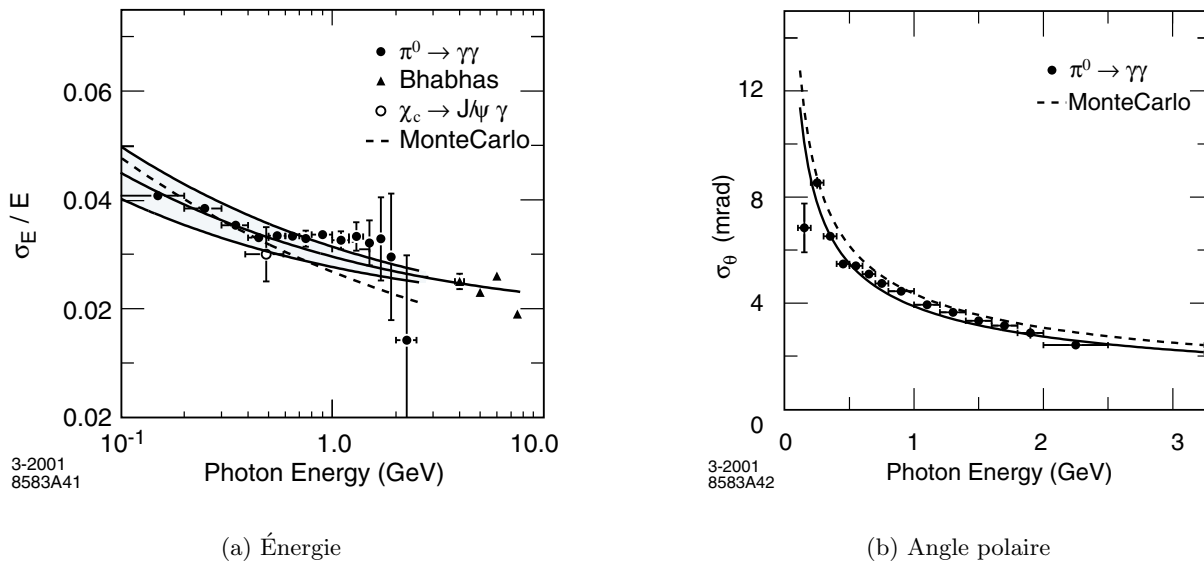 π⁰ → γγ
Bhabhas
χc → J/ψ γ
MonteCarlo
0.06
0.04
0.02
0.02
σE / E
10-1
1.0
10.0
Photon Energy (GeV)
3-2001
8583A41
(a) Énergie
π⁰ → γγ
MonteCarlo
12
8
4
0
σθ (mrad)
0
1
2
3
Photon Energy (GeV)
3-2001
8583A42
(b) Angle polaire